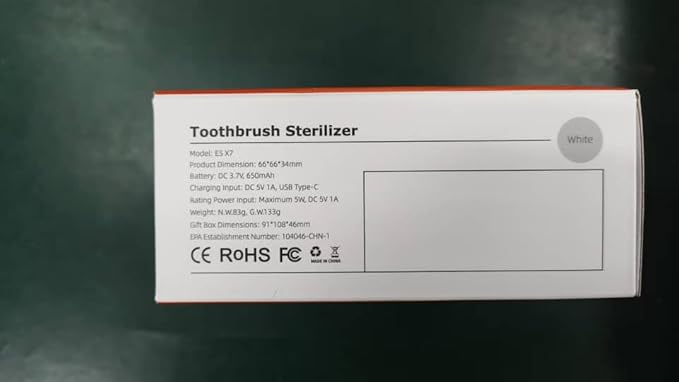 Toothbrush Sterilizer
White
Model: ES X7
Product Dimension: 66*66*34mm
Battery: DC 3.7V, 650mAh
Charging Input: DC 5V 1A, USB Type-C
Rating Power Input: Maximum 5W, DC 5V 1A
Weight: N.W.83g, G.W.133g
Gift Box Dimensions: 91*108*46mm
EPA Establishment Number: 104046-CHN-1
CE RoHS FC
MADE IN CHINA